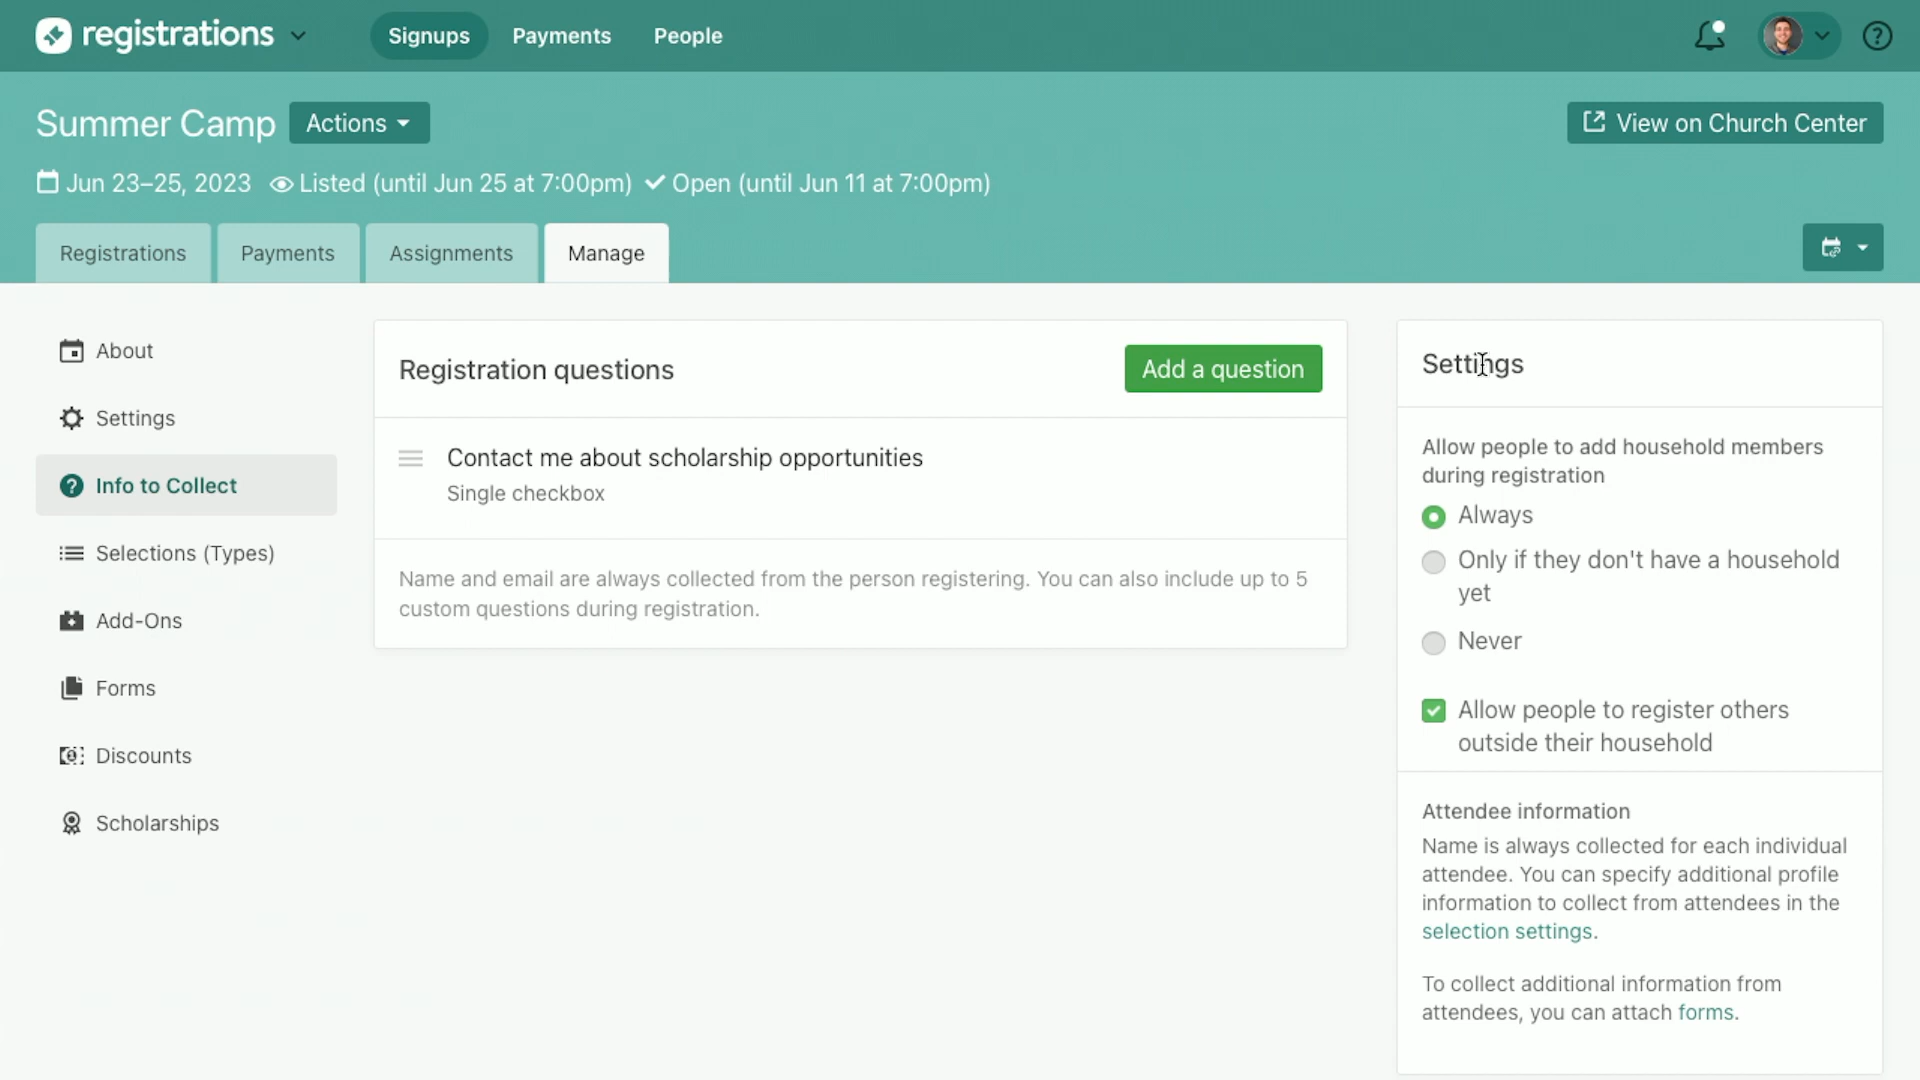 registrations
Signups
Payments
People
Summer Camp
Actions
View on Church Center
Jun 23–25, 2023 Listed (until Jun 25 at 7:00pm) Open (until Jun 11 at 7:00pm)
Registrations
Payments
Assignments
Manage
About
Settings
Info to Collect
Selections (Types)
Add-Ons
Forms
Discounts
Scholarships
Registration questions
Add a question
Contact me about scholarship opportunities
Single checkbox
Name and email are always collected from the person registering. You can also include up to 5
custom questions during registration.
Settings
Allow people to add household members
during registration
Always
Only if they don't have a household
yet
Never
Allow people to register others
outside their household
Attendee information
Name is always collected for each individual
attendee. You can specify additional profile
information to collect from attendees in the
selection settings.
To collect additional information from
attendees, you can attach forms.